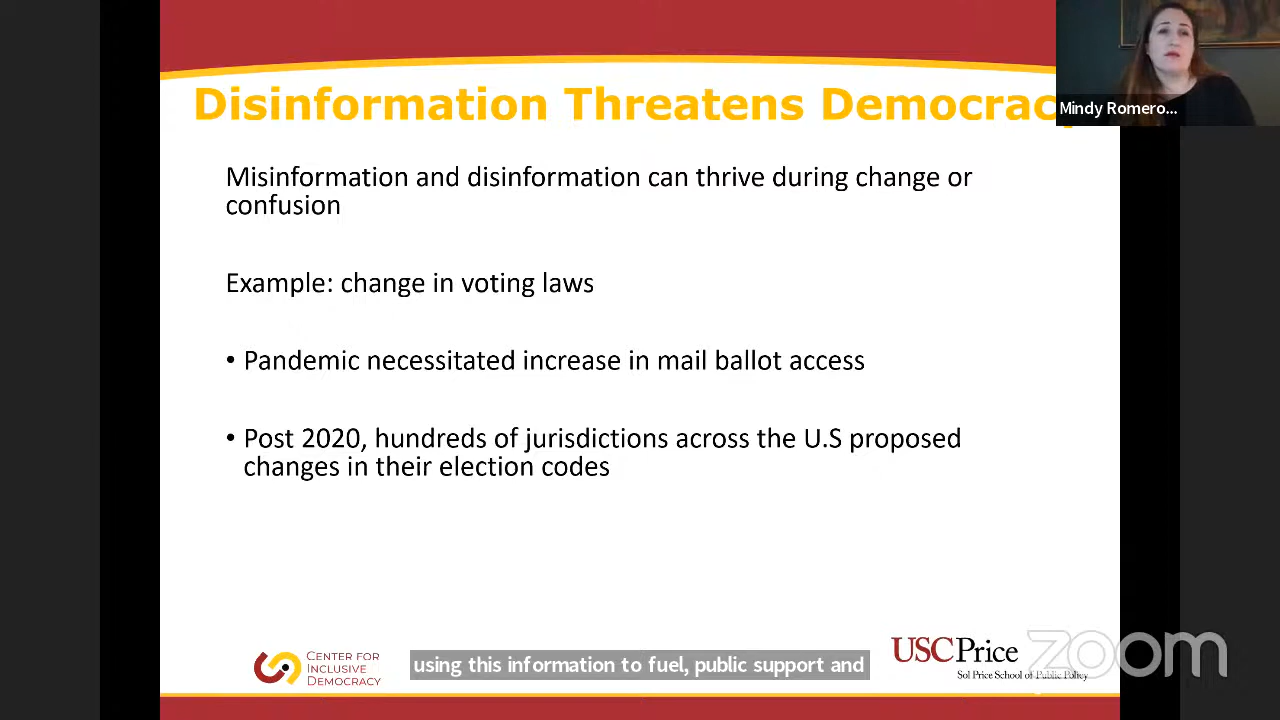 Disinformation Threatens Democracy
Mindy Romero...
Misinformation and disinformation can thrive during change or
confusion
Example: change in voting laws
• Pandemic necessitated increase in mail ballot access
• Post 2020, hundreds of jurisdictions across the U.S proposed
changes in their election codes
CENTER FOR
INCLUSIVE
DEMOCRACY
using this information to fuel, public support and
USCPrice
Sol Price School of Public Policy
zoom